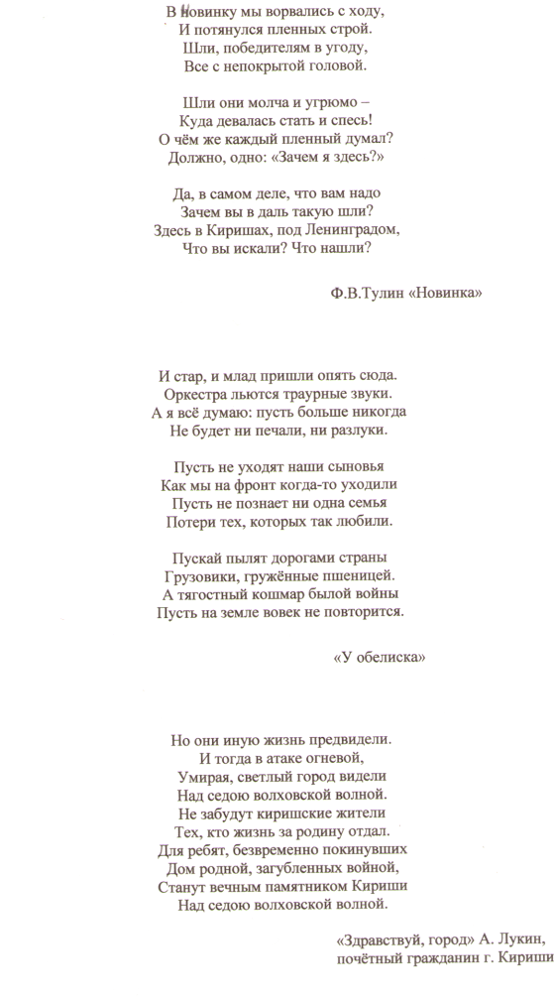 В Новинку мы ворвались с ходу,
И потянулся пленных строй.
Шли, победителям в угоду,
Все с непокрытой головой.

Шли они молча и угрюмо –
Куда девалась стать и спесь!
О чём же каждый пленный думал?
Должно, одно: «Зачем я здесь?»

Да, в самом деле, что вам надо
Зачем вы в даль такую шли?
Здесь в Киришах, под Ленинградом,
Что вы искали? Что нашли?

Ф.В.Тулин «Новинка»

И стар, и млад пришли опять сюда.
Оркестра льются траурные звуки.
А я всё думаю: пусть больше никогда
Не будет ни печали, ни разлуки.

Пусть не уходят наши сыновья
Как мы на фронт когда-то уходили
Пусть не познает ни одна семья
Потери тех, которых так любили.

Пускай пылят дорогами страны
Грузовики, гружённые пшеницей.
А тягостный кошмар былой войны
Пусть на земле вовек не повторится.

«У обелиска»

Но они иную жизнь предвидели.
И тогда в атаке огневой,
Умирая, светлый город видели
Над седою волховской волной.
Не забудут киришские жители
Тех, кто жизнь за родину отдал.
Для ребят, безвременно покинувших
Дом родной, загубленных войной,
Станут вечным памятником Кириши
Над седою волховской волной.

«Здравствуй, город» А. Лукин,
почётный гражданин г. Кириши